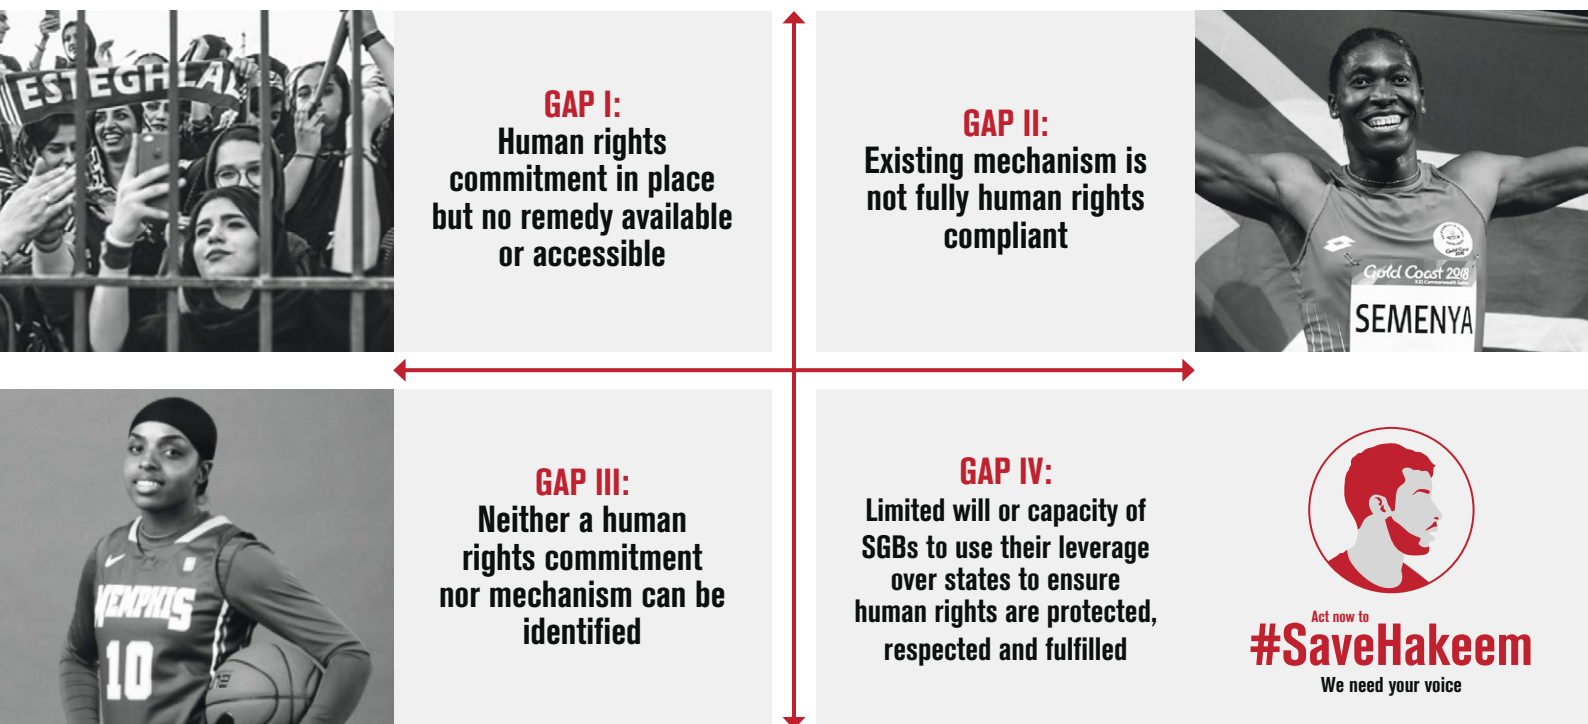 ESTEGHLAL
GAP I:
Human rights
commitment in place
but no remedy available
or accessible
GAP II:
Existing mechanism is
not fully human rights
compliant
Gold Coast 2018
SEMENYA
MEMPHIS
10
GAP III:
Neither a human
rights commitment
nor mechanism can be
identified
GAP IV:
Limited will or capacity of
SGBs to use their leverage
over states to ensure
human rights are protected,
respected and fulfilled
Act now to
#SaveHakeem
We need your voice